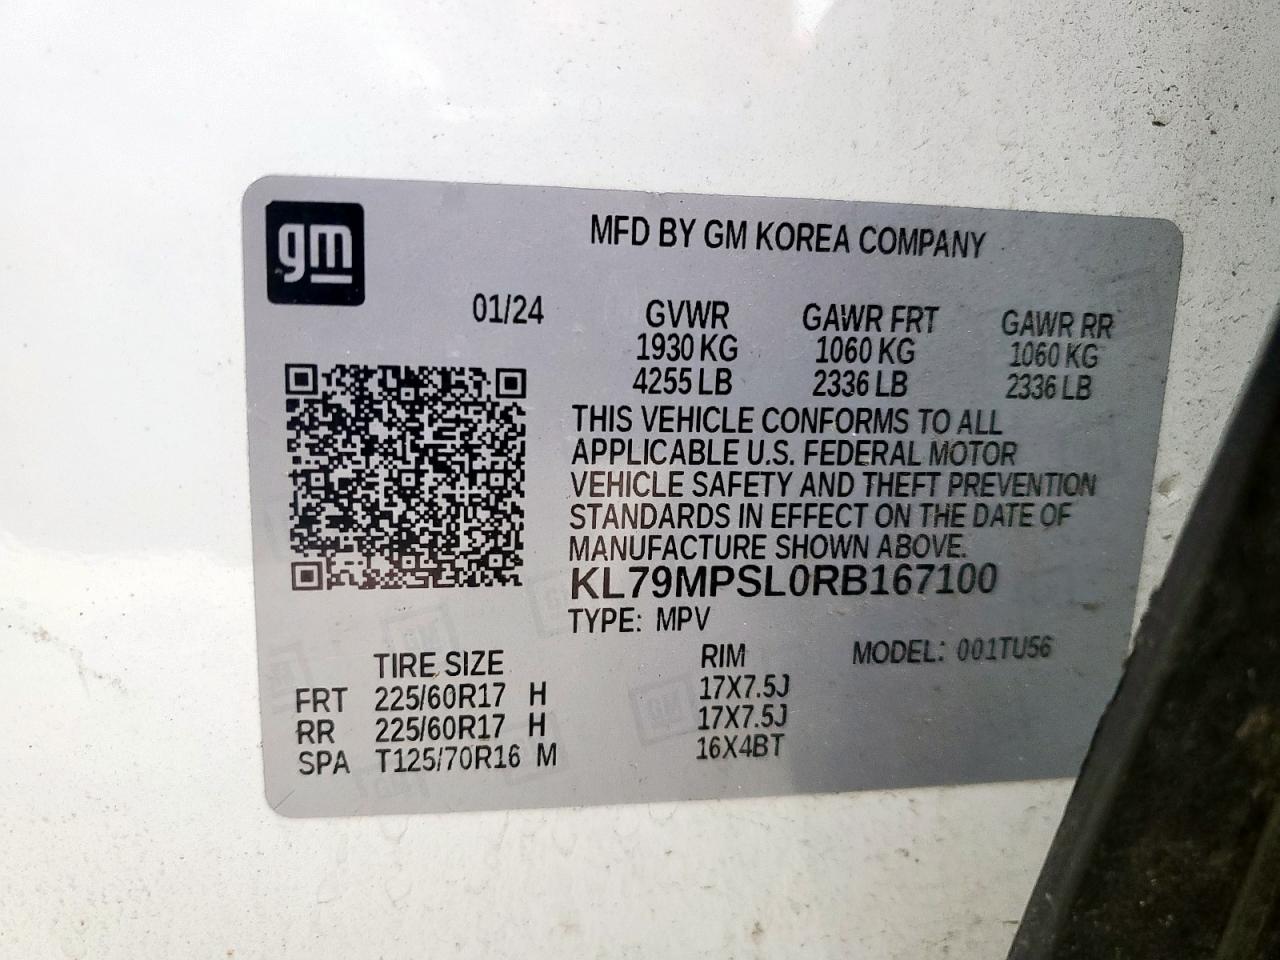 gm
MFD BY GM KOREA COMPANY
01/24 GVWR GAWR FRT GAWR RR
1930 KG 1060 KG 1060 KG
4255 LB 2336 LB 2336 LB
THIS VEHICLE CONFORMS TO ALL
APPLICABLE U.S. FEDERAL MOTOR
VEHICLE SAFETY AND THEFT PREVENTION
STANDARDS IN EFFECT ON THE DATE OF
MANUFACTURE SHOWN ABOVE.
KL79MPSL0RB167100
TYPE: MPV
TIRE SIZE RIM MODEL: 001TU56
FRT 225/60R17 H 17X7.5J
RR 225/60R17 H 17X7.5J
SPA T125/70R16 M 16X4BT